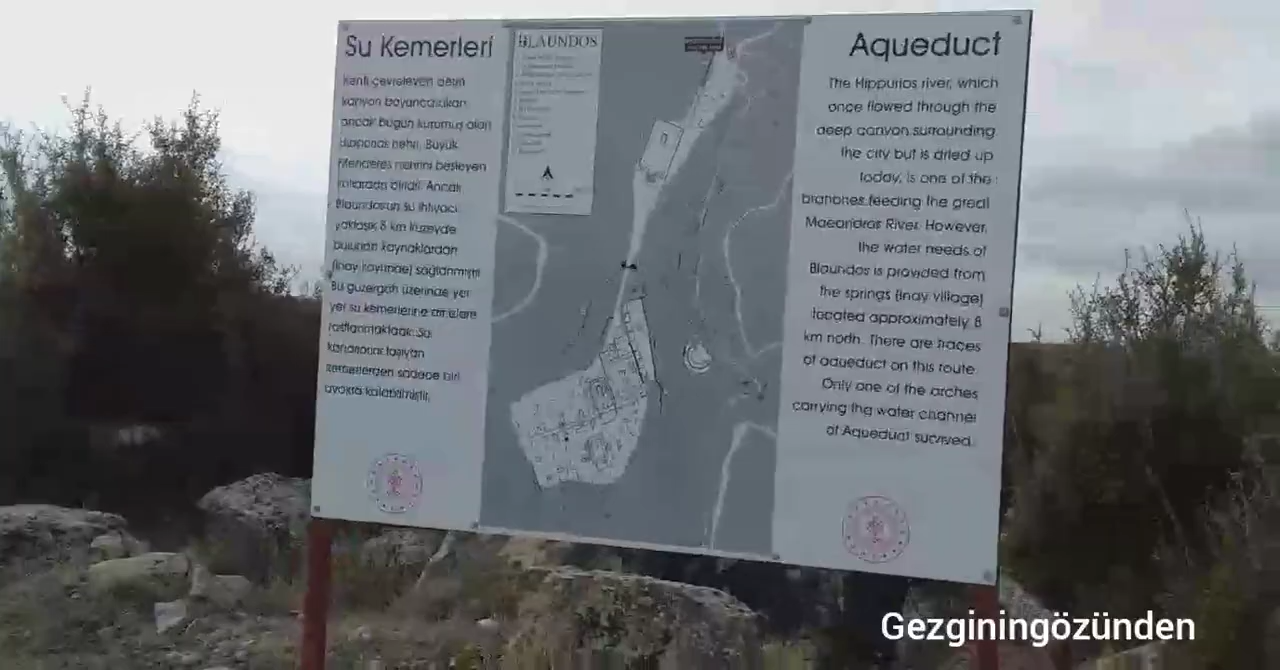 Su Kemerleri
Kenti çevreleyen derin
kanyon boyunca akan
ancak bugün kurumuş olan
nehri, Büyük
Menderes nehrini besleyen
biridir. Ancak
Blaundos'un su ihtiyacı
yaklaşık 8 km kuzeyde
bulunan kaynaklardan
(İnay köyünde) sağlanmıştır.
Bu güzergah üzerinde yer
yer su kemerlerine ait izlere
rastlanmaktadır. Su
kanalını taşıyan
kemerlerden sadece biri
ayakta kalabilmiştir.
BLAUNDOS
Aqueduct
The Hippurios river, which
once flowed through the
deep canyon surrounding
the city but is dried up
today, is one of the
branches feeding the great
Maeandros River. However,
the water needs of
Blaundos is provided from
the springs (Inay village)
located approximately 8
km north. There are traces
of aqueduct on this route.
Only one of the arches
carrying the water channel
of Aqueduct survived.
Gezginingözünden